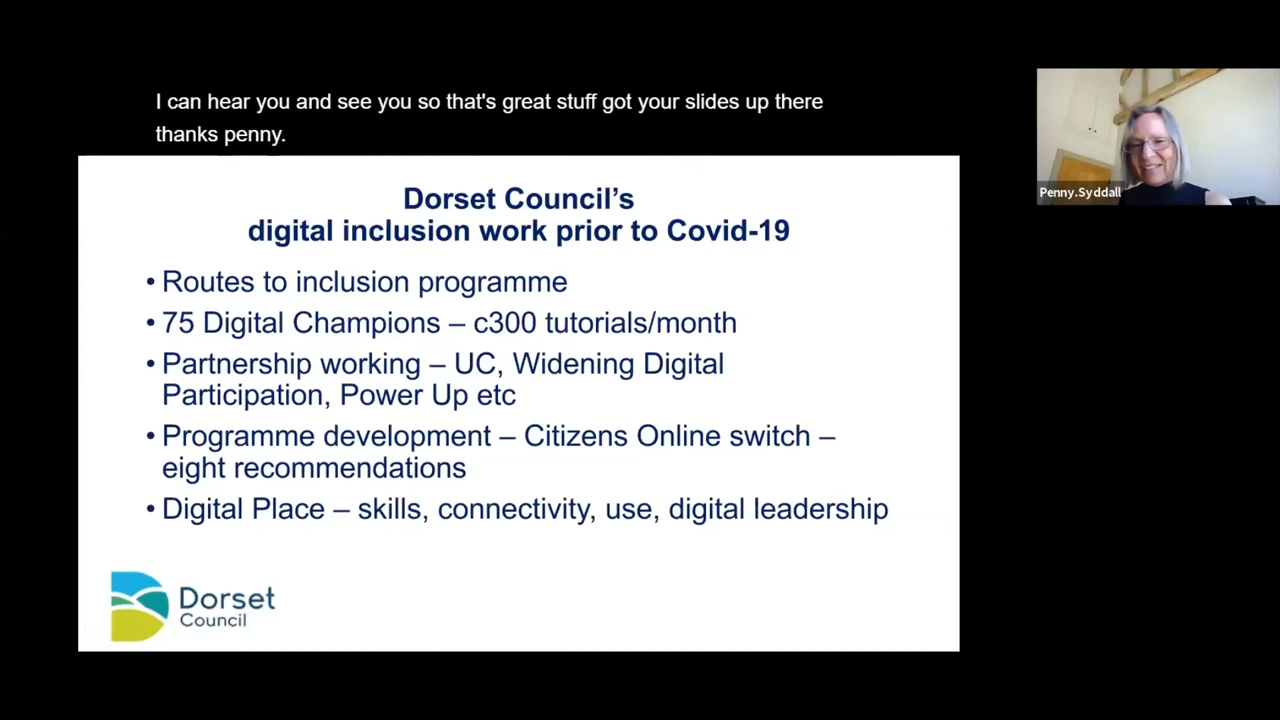 I can hear you and see you so that's great stuff got your slides up there
thanks penny.
Penny.Syddall
Dorset Council’s
digital inclusion work prior to Covid-19
• Routes to inclusion programme
• 75 Digital Champions – c300 tutorials/month
• Partnership working – UC, Widening Digital
Participation, Power Up etc
• Programme development – Citizens Online switch –
eight recommendations
• Digital Place – skills, connectivity, use, digital leadership
Dorset
Council